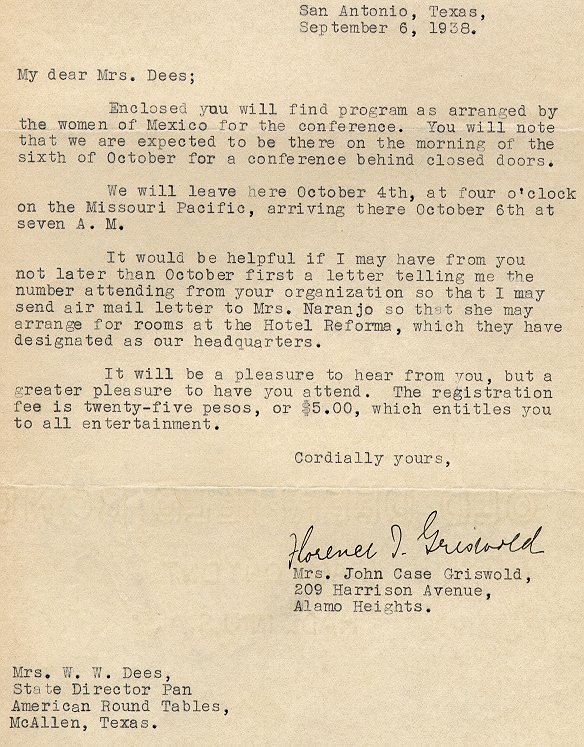 San Antonio, Texas,
September 6, 1938.
My dear Mrs. Dees;
Enclosed you will find program as arranged by
the women of Mexico for the conference. You will note
that we are expected to be there on the morning of the
sixth of October for a conference behind closed doors.
We will leave here October 4th, at four o'clock
on the Missouri Pacific, arriving there October 6th at
seven A. M.
It would be helpful if I may have from you
not later than October first a letter telling me the
number attending from your organization so that I may
send air mail letter to Mrs. Naranjo so that she may
arrange for rooms at the Hotel Reforma, which they have
designated as our headquarters.
It will be a pleasure to hear from you, but a
greater pleasure to have you attend. The registration
fee is twenty-five pesos, or $5.00, which entitles you
to all entertainment.
Cordially yours,
Florence T. Griswold
Mrs. John Case Griswold,
209 Harrison Avenue,
Alamo Heights.
Mrs. W. W. Dees,
State Director Pan
American Round Tables,
McAllen, Texas.